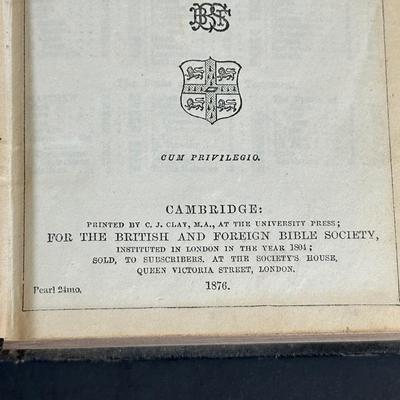 BFBS
CUM PRIVILEGIO.
CAMBRIDGE:
PRINTED BY C. J. CLAY, M.A., AT THE UNIVERSITY PRESS;
FOR THE BRITISH AND FOREIGN BIBLE SOCIETY,
INSTITUTED IN LONDON IN THE YEAR 1804;
SOLD, TO SUBSCRIBERS, AT THE SOCIETY'S HOUSE,
QUEEN VICTORIA STREET, LONDON.
Pearl 24mo. 1876.